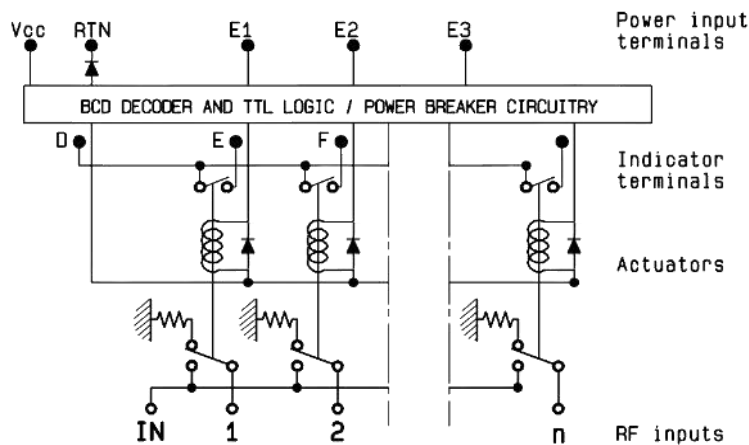 Vcc RTN E1 E2 E3 Power input
terminals
BCD DECODER AND TTL LOGIC / POWER BREAKER CIRCUITRY
D E F Indicator
terminals
Actuators
IN 1 2 n RF inputs